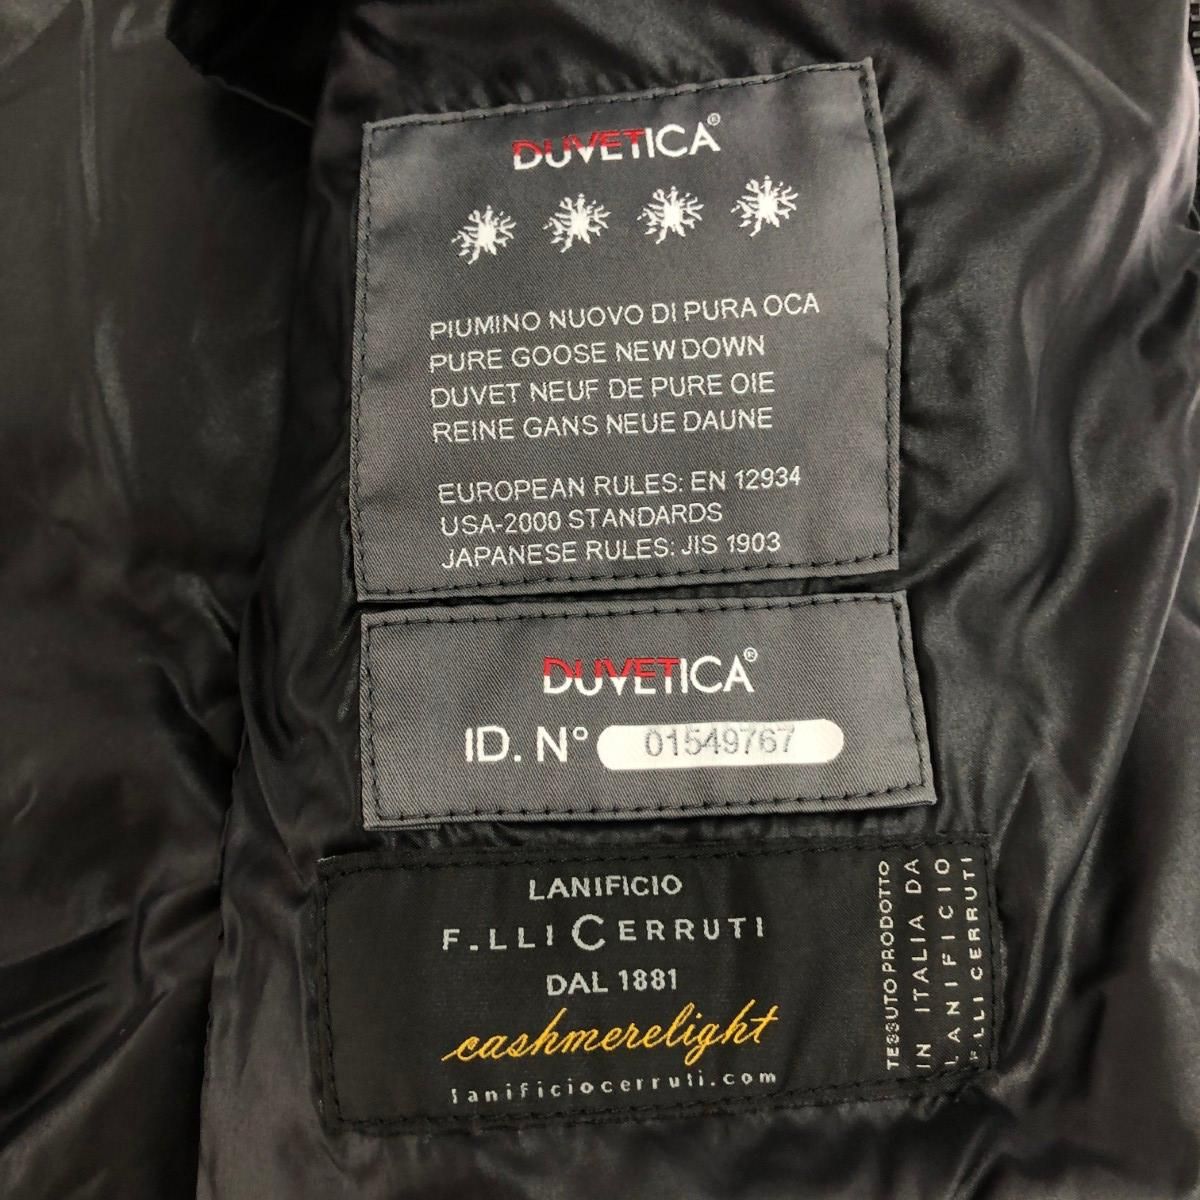 DUVETICA®
PIUMINO NUOVO DI PURA OCA
PURE GOOSE NEW DOWN
DUVET NEUF DE PURE OIE
REINE GANS NEUE DAUNE
EUROPEAN RULES: EN 12934
USA-2000 STANDARDS
JAPANESE RULES: JIS 1903
DUVETICA®
ID. N° 01549767
LANIFICIO
F.LLI CERRUTI
DAL 1881
cashmerelight
lanificiocerruti.com
TESSUTO PRODOTTO
IN ITALIA DA
LANIFICIO
F.LLI CERRUTI